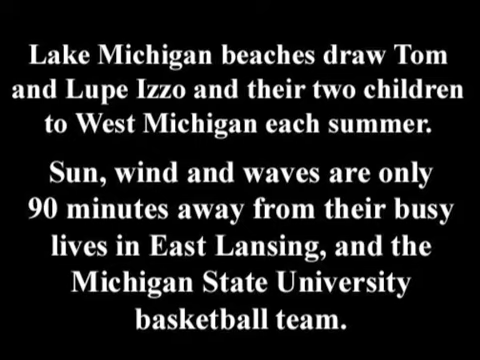 Lake Michigan beaches draw Tom
and Lupe Izzo and their two children
to West Michigan each summer.
Sun, wind and waves are only
90 minutes away from their busy
lives in East Lansing, and the
Michigan State University
basketball team.